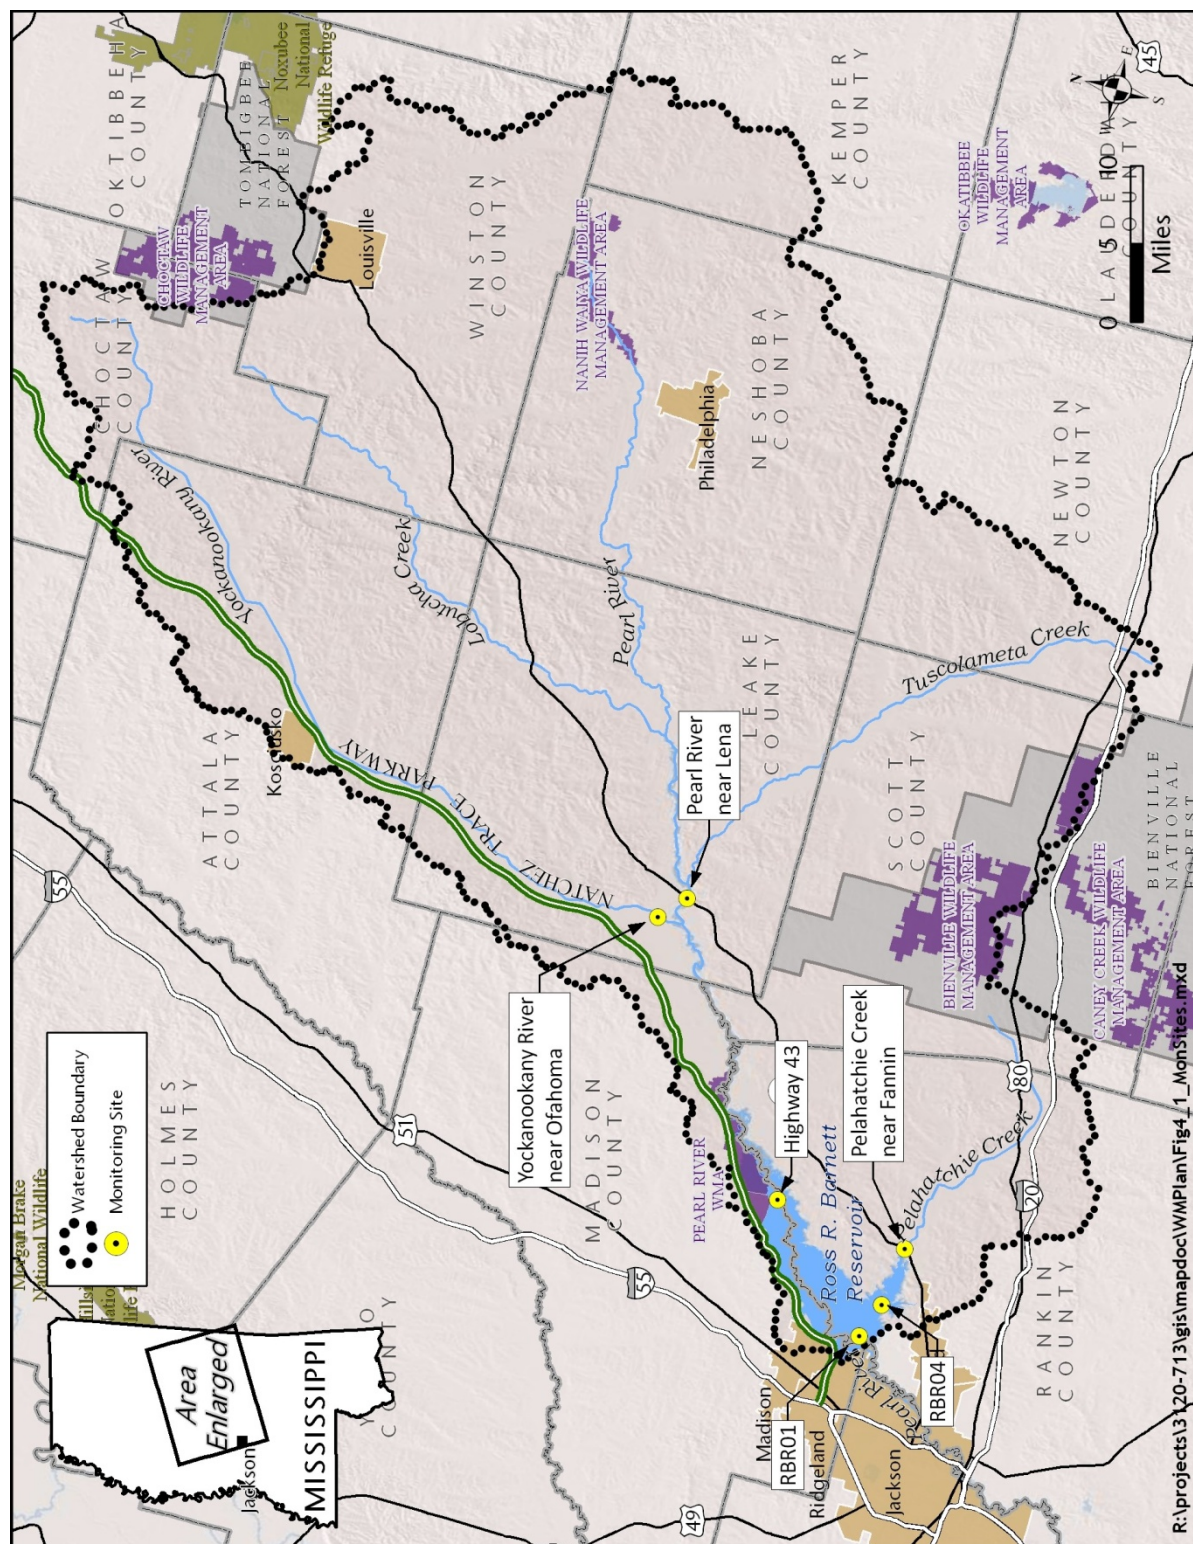 Morgan Brake
National Wildlife
Watershed Boundary
Monitoring Site
HOLMES
COUNTY
Area
Enlarged
Jackson
MISSISSIPPI
COUNTY
ATTALA
COUNTY
Kosciusko
55
51
49
55
MADISON
COUNTY
Yockanookany River
near Ofahoma
NATCHEZ TRACE PARKWAY
Yockanookany River
CHOCTAW
COUNTY
OKTIBBEHA
COUNTY
TOMBIGBEE
NATIONAL
FOREST
Noxubee
National
Wildlife Refuge
CHOCTAW
WILDLIFE
MANAGEMENT
AREA
Louisville
WINSTON
COUNTY
Lobutcha Creek
NANIH WAIYA WILDLIFE
MANAGEMENT AREA
Pearl River
Philadelphia
NESHOBA
COUNTY
KEMPER
COUNTY
OKATIBBEE
WILDLIFE
MANAGEMENT
AREA
LAUDERDALE
COUNTY
45
N
E
S
0 5 10
Miles
NEWTON
COUNTY
Tuscolameta Creek
LEAKE
COUNTY
Pearl River
near Lena
SCOTT
COUNTY
BIENVILLE WILDLIFE
MANAGEMENT AREA
CANEY CREEK WILDLIFE
MANAGEMENT AREA
BIENVILLE
NATIONAL
FOREST
PEARL RIVER
WMA
Highway 43
Ross R. Barnett
Reservoir
Pelahatchie Creek
near Fannin
Pelahatchie Creek
80
20
RANKIN
COUNTY
RBR04
RBR01
Pearl River
Madison
Ridgeland
Jackson
R:\projects\3120-713\gis\mapdoc\WMPlan\Fig4_1_MonSites.mxd